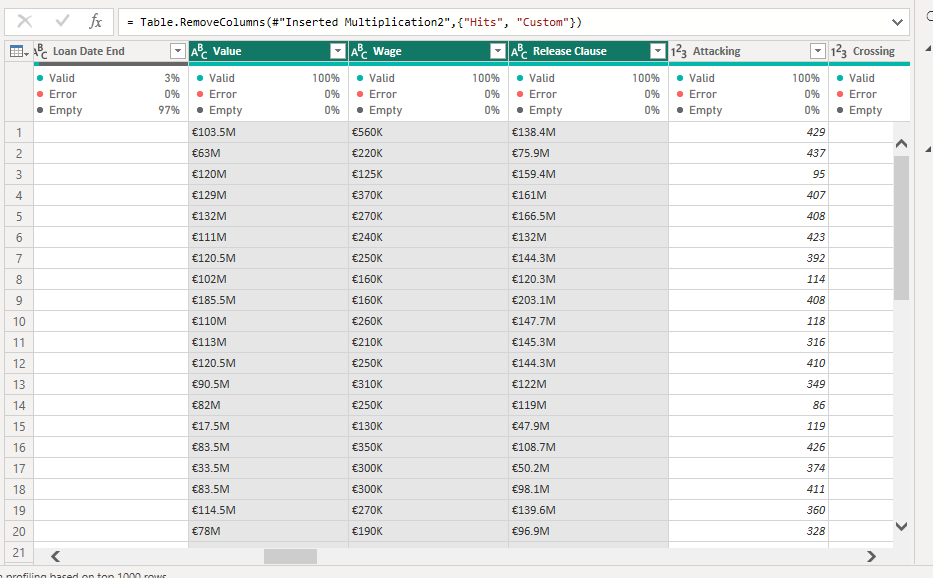 fx = Table.RemoveColumns(#"Inserted Multiplication2",{"Hits", "Custom"})
ABC Loan Date End ABC Value ABC Wage ABC Release Clause 123 Attacking 123 Crossing
Valid 3% Valid 100% Valid 100% Valid 100% Valid 100% Valid
Error 0% Error 0% Error 0% Error 0% Error 0% Error
Empty 97% Empty 0% Empty 0% Empty 0% Empty 0% Empty
1 €103.5M €560K €138.4M 429
2 €63M €220K €75.9M 437
3 €120M €125K €159.4M 95
4 €129M €370K €161M 407
5 €132M €270K €166.5M 408
6 €111M €240K €132M 423
7 €120.5M €250K €144.3M 392
8 €102M €160K €120.3M 114
9 €185.5M €160K €203.1M 408
10 €110M €260K €147.7M 118
11 €113M €210K €145.3M 316
12 €120.5M €250K €144.3M 410
13 €90.5M €310K €122M 349
14 €82M €250K €119M 86
15 €17.5M €130K €47.9M 119
16 €83.5M €350K €108.7M 426
17 €33.5M €300K €50.2M 374
18 €83.5M €300K €98.1M 411
19 €114.5M €270K €139.6M 360
20 €78M €190K €96.9M 328
21
profiling based on top 1000 rows